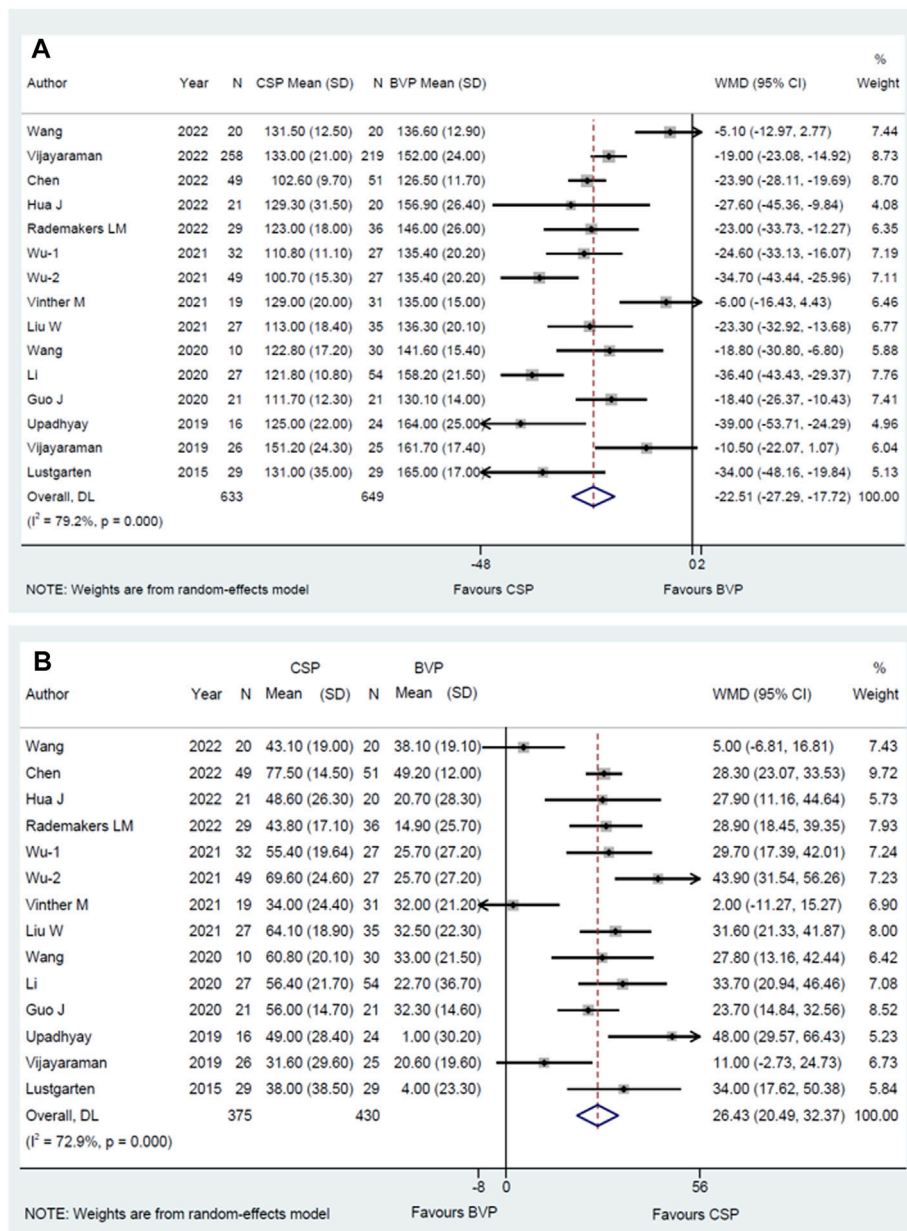 A
%
Author Year N CSP Mean (SD) N BVP Mean (SD) WMD (95% CI) Weight
Wang 2022 20 131.50 (12.50) 20 136.60 (12.90) -5.10 (-12.97, 2.77) 7.44
Vijayaraman 2022 258 133.00 (21.00) 219 152.00 (24.00) -19.00 (-23.08, -14.92) 8.73
Chen 2022 49 102.60 (9.70) 51 126.50 (11.70) -23.90 (-28.11, -19.69) 8.70
Hua J 2022 21 129.30 (31.50) 20 156.90 (26.40) -27.60 (-45.36, -9.84) 4.08
Rademakers LM 2022 29 123.00 (18.00) 36 146.00 (26.00) -23.00 (-33.73, -12.27) 6.35
Wu-1 2021 32 110.80 (11.10) 27 135.40 (20.20) -24.60 (-33.13, -16.07) 7.19
Wu-2 2021 49 100.70 (15.30) 27 135.40 (20.20) -34.70 (-43.44, -25.96) 7.11
Vinther M 2021 19 129.00 (20.00) 31 135.00 (15.00) -6.00 (-16.43, 4.43) 6.46
Liu W 2021 27 113.00 (18.40) 35 136.30 (20.10) -23.30 (-32.92, -13.68) 6.77
Wang 2020 10 122.80 (17.20) 30 141.60 (15.40) -18.80 (-30.80, -6.80) 5.88
Li 2020 27 121.80 (10.80) 54 158.20 (21.50) -36.40 (-43.43, -29.37) 7.76
Guo J 2020 21 111.70 (12.30) 21 130.10 (14.00) -18.40 (-26.37, -10.43) 7.41
Upadhyay 2019 16 125.00 (22.00) 24 164.00 (25.00) -39.00 (-53.71, -24.29) 4.96
Vijayaraman 2019 26 151.20 (24.30) 25 161.70 (17.40) -10.50 (-22.07, 1.07) 6.04
Lustgarten 2015 29 131.00 (35.00) 29 165.00 (17.00) -34.00 (-48.16, -19.84) 5.13
Overall, DL 633 649 -22.51 (-27.29, -17.72) 100.00
(I² = 79.2%, p = 0.000)
-48 0 2
NOTE: Weights are from random-effects model Favours CSP Favours BVP
B
CSP BVP %
Author Year N Mean (SD) N Mean (SD) WMD (95% CI) Weight
Wang 2022 20 43.10 (19.00) 20 38.10 (19.10) 5.00 (-6.81, 16.81) 7.43
Chen 2022 49 77.50 (14.50) 51 49.20 (12.00) 28.30 (23.07, 33.53) 9.72
Hua J 2022 21 48.60 (26.30) 20 20.70 (28.30) 27.90 (11.16, 44.64) 5.73
Rademakers LM 2022 29 43.80 (17.10) 36 14.90 (25.70) 28.90 (18.45, 39.35) 7.93
Wu-1 2021 32 55.40 (19.64) 27 25.70 (27.20) 29.70 (17.39, 42.01) 7.24
Wu-2 2021 49 69.60 (24.60) 27 25.70 (27.20) 43.90 (31.54, 56.26) 7.23
Vinther M 2021 19 34.00 (24.40) 31 32.00 (21.20) 2.00 (-11.27, 15.27) 6.90
Liu W 2021 27 64.10 (18.90) 35 32.50 (22.30) 31.60 (21.33, 41.87) 8.00
Wang 2020 10 60.80 (20.10) 30 33.00 (21.50) 27.80 (13.16, 42.44) 6.42
Li 2020 27 56.40 (21.70) 54 22.70 (36.70) 33.70 (20.94, 46.46) 7.08
Guo J 2020 21 56.00 (14.70) 21 32.30 (14.60) 23.70 (14.84, 32.56) 8.52
Upadhyay 2019 16 49.00 (28.40) 24 1.00 (30.20) 48.00 (29.57, 66.43) 5.23
Vijayaraman 2019 26 31.60 (29.60) 25 20.60 (19.60) 11.00 (-2.73, 24.73) 6.73
Lustgarten 2015 29 38.00 (38.50) 29 4.00 (23.30) 34.00 (17.62, 50.38) 5.84
Overall, DL 375 430 26.43 (20.49, 32.37) 100.00
(I² = 72.9%, p = 0.000)
-8 0 56
NOTE: Weights are from random-effects model Favours BVP Favours CSP